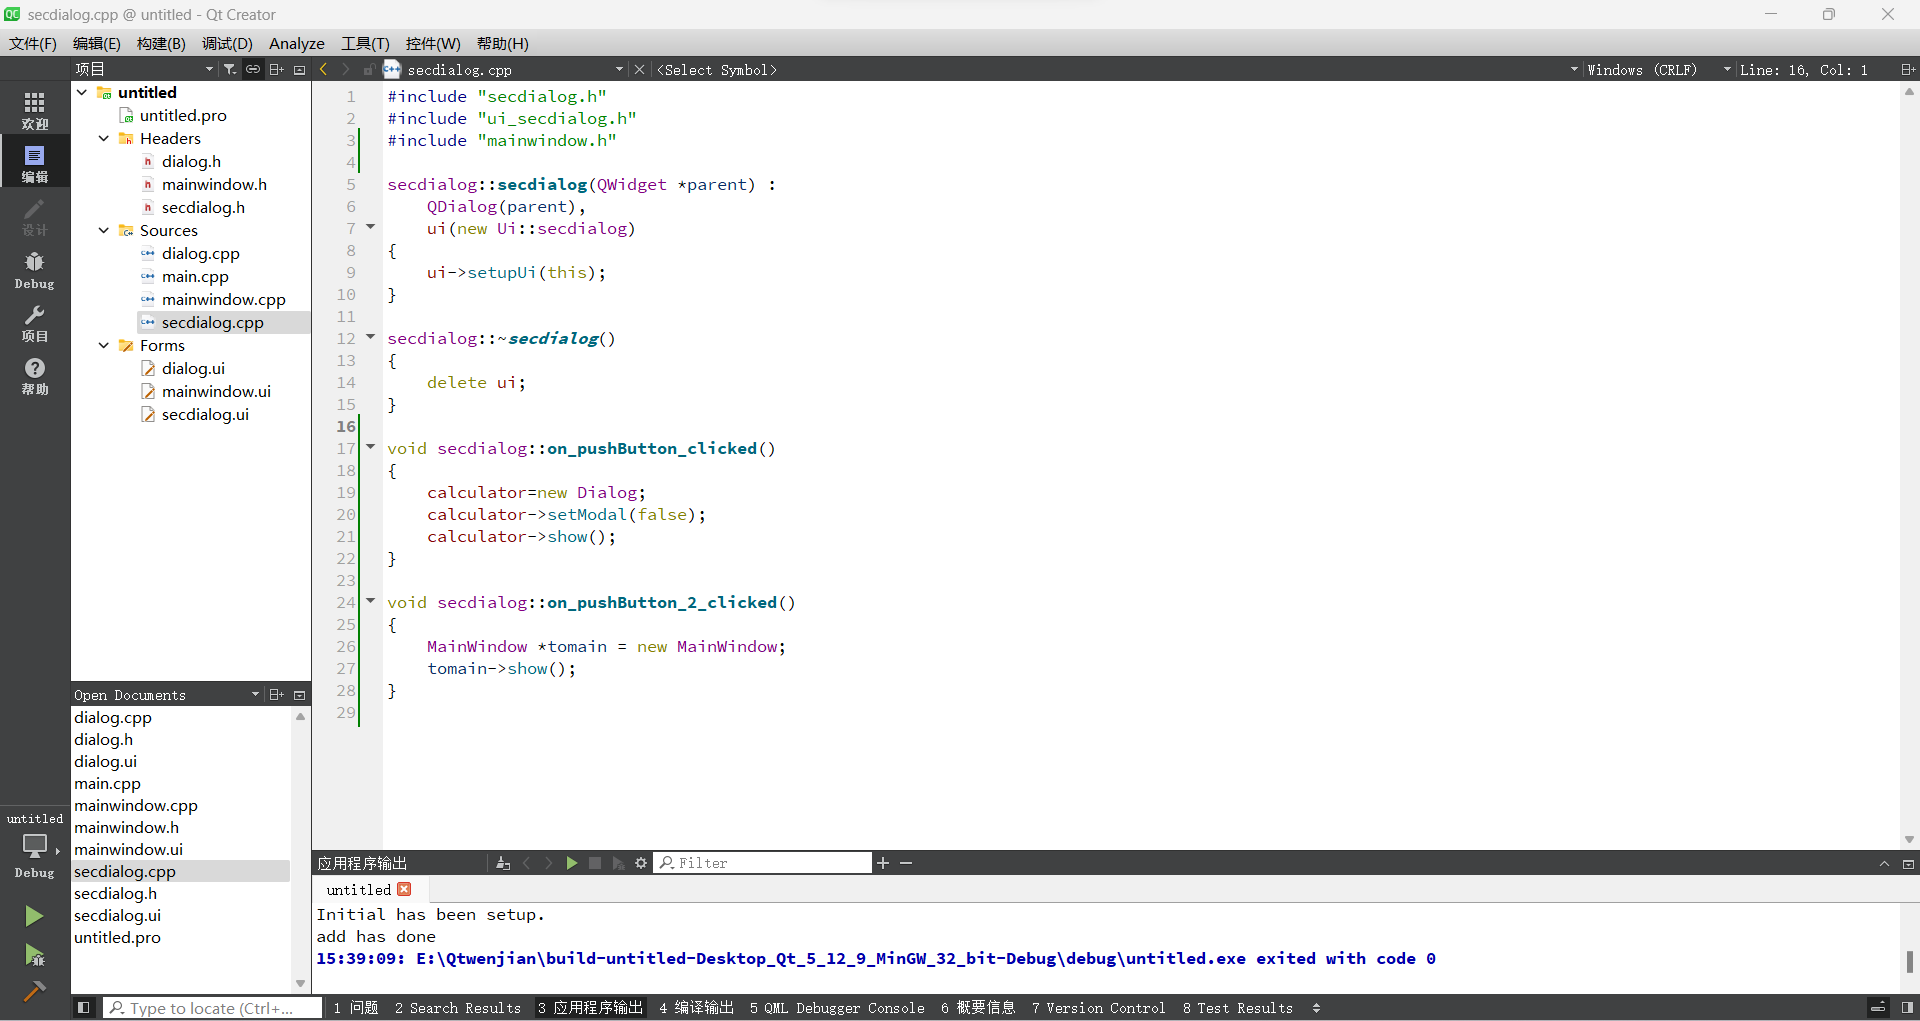 secdialog.cpp @ untitled - Qt Creator
文件(F) 编辑(E) 构建(B) 调试(D) Analyze 工具(T) 控件(W) 帮助(H)
项目
secdialog.cpp <Select Symbol> Windows (CRLF) Line: 16, Col: 1
欢迎
编辑
设计
Debug
项目
帮助
untitled
Debug
untitled
untitled.pro
Headers
dialog.h
mainwindow.h
secdialog.h
Sources
dialog.cpp
main.cpp
mainwindow.cpp
secdialog.cpp
Forms
dialog.ui
mainwindow.ui
secdialog.ui
Open Documents
dialog.cpp
dialog.h
dialog.ui
main.cpp
mainwindow.cpp
mainwindow.h
mainwindow.ui
secdialog.cpp
secdialog.h
secdialog.ui
untitled.pro
1 #include "secdialog.h"
2 #include "ui_secdialog.h"
3 #include "mainwindow.h"
4
5 secdialog::secdialog(QWidget *parent) :
6     QDialog(parent),
7     ui(new Ui::secdialog)
8 {
9     ui->setupUi(this);
10 }
11
12 secdialog::~secdialog()
13 {
14     delete ui;
15 }
16
17 void secdialog::on_pushButton_clicked()
18 {
19     calculator=new Dialog;
20     calculator->setModal(false);
21     calculator->show();
22 }
23
24 void secdialog::on_pushButton_2_clicked()
25 {
26     MainWindow *tomain = new MainWindow;
27     tomain->show();
28 }
29
应用程序输出 Filter
untitled
Initial has been setup.
add has done
15:39:09: E:\Qtwenjian\build-untitled-Desktop_Qt_5_12_9_MinGW_32_bit-Debug\debug\untitled.exe exited with code 0
Type to locate (Ctrl+... 1 问题 2 Search Results 3 应用程序输出 4 编译输出 5 QML Debugger Console 6 概要信息 7 Version Control 8 Test Results